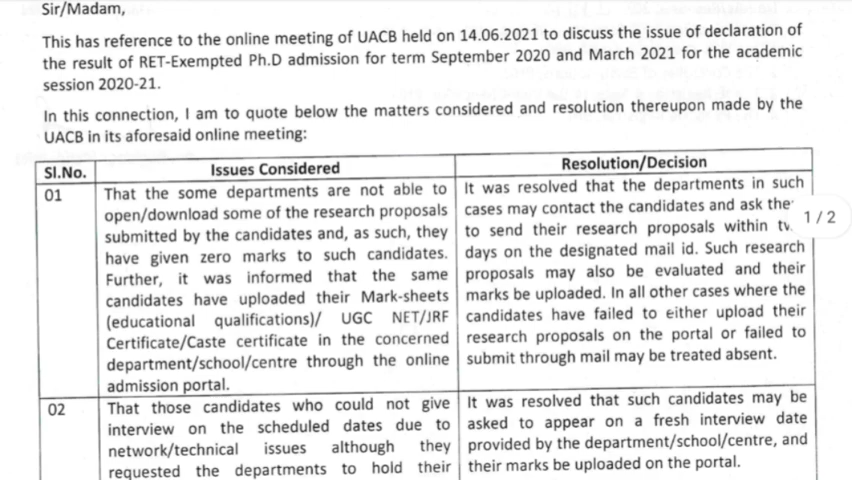 Sir/Madam,
This has reference to the online meeting of UACB held on 14.06.2021 to discuss the issue of declaration of
the result of RET-Exempted Ph.D admission for term September 2020 and March 2021 for the academic
session 2020-21.
In this connection, I am to quote below the matters considered and resolution thereupon made by the
UACB in its aforesaid online meeting:
Sl.No. Issues Considered Resolution/Decision
01
That the some departments are not able to
open/download some of the research proposals
submitted by the candidates and, as such, they
have given zero marks to such candidates.
Further, it was informed that the same
candidates have uploaded their Mark-sheets
(educational qualifications)/ UGC NET/JRF
Certificate/Caste certificate in the concerned
department/school/centre through the online
admission portal.
It was resolved that the departments in such
cases may contact the candidates and ask
to send their research proposals within
days on the designated mail id. Such research
proposals may also be evaluated and their
marks be uploaded. In all other cases where the
candidates have failed to either upload their
research proposals on the portal or failed to
submit through mail may be treated absent.
1/2
02
That those candidates who could not give
interview on the scheduled dates due to
network/technical issues although they
requested the departments to hold their
It was resolved that such candidates may be
asked to appear on a fresh interview date
provided by the department/school/centre, and
their marks be uploaded on the portal.